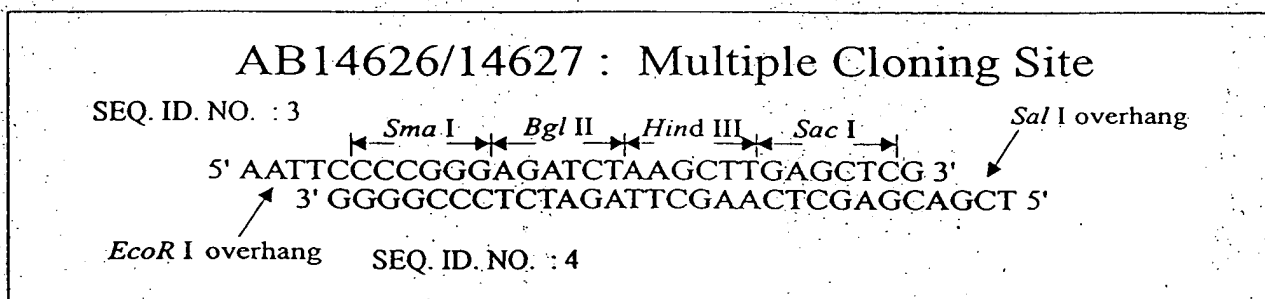 AB14626/14627 : Multiple Cloning Site
SEQ. ID. NO. : 3
Sma I Bgl II Hind III Sac I
Sal I overhang
5' AATTCCCCGGGAGATCTAAGCTTGAGCTCG 3'
3' GGGGCCCTCTAGATTCGAACTCGAGCAGCT 5'
EcoR I overhang
SEQ. ID. NO. : 4